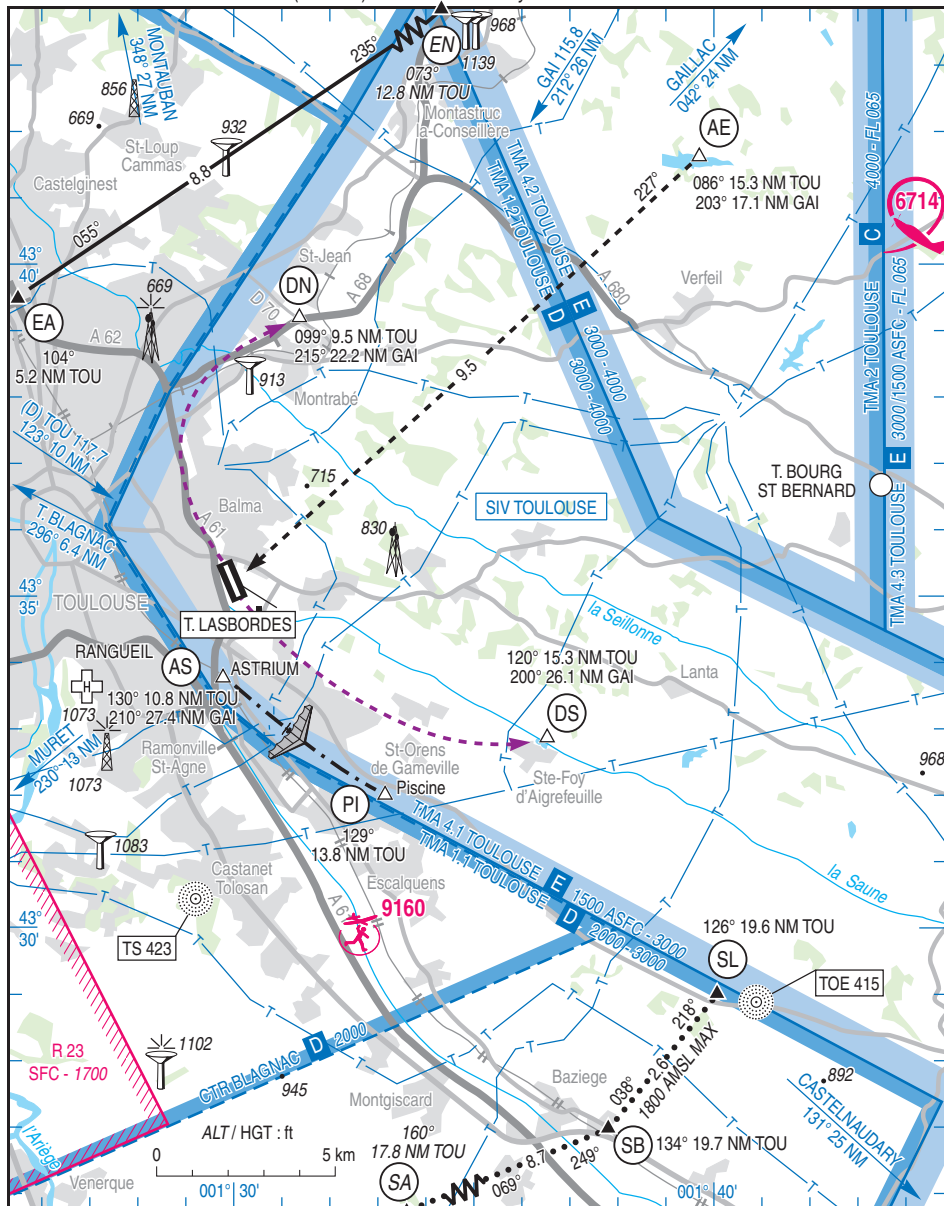 MONTAUBAN
348° 27 NM
856
669
932
St-Loup
Cammas
Castelginest
8.8
055°
235°
EN
968
1139
073°
12.8 NM TOU
Montastruc
la-Conseillère
GAI 115.8
212° 26 NM
GAILLAC
042° 24 NM
AE
086° 15.3 NM TOU
203° 17.1 NM GAI
227°
9.5
4000 - FL 065
C
TMA 2 TOULOUSE
6714
3000 / 1500 ASFC - FL 065
E
TMA 4.3 TOULOUSE
TMA 4.2 TOULOUSE
TMA 1.2 TOULOUSE
E
D
3000 - 4000
3000 - 4000
A 680
Verfeil
43°
40'
EA
104°
5.2 NM TOU
A 62
669
St-Jean
DN
D 70
A 68
099° 9.5 NM TOU
215° 22.2 NM GAI
913
Montrabé
(D) TOU 117.7
123° 10 NM
T. BLAGNAC
296° 6.4 NM
Balma
A 61
715
830
SIV TOULOUSE
T. BOURG
ST BERNARD
43°
35'
TOULOUSE
T. LASBORDES
la Seillonne
RANGUEIL
AS
ASTRIUM
130° 10.8 NM TOU
210° 27.4 NM GAI
120° 15.3 NM TOU
200° 26.1 NM GAI
DS
Lanta
1073
MURET
230° 13 NM
1073
Ramonville
St-Agne
St-Orens
de Gameville
Piscine
Ste-Foy
d'Aigrefeuille
968
PI
129°
13.8 NM TOU
TMA 4.1 TOULOUSE
E
1500 ASFC - 3000
TMA 1.1 TOULOUSE
D
2000 - 3000
1083
Castanet
Tolosan
Escalquens
A 61
9160
la Saune
43°
30'
TS 423
126° 19.6 NM TOU
SL
TOE 415
R 23
SFC - 1700
1102
CTR BLAGNAC
D
2000
945
218°
2.6
038°
1800 AMSL MAX
Baziege
892
CASTELNAUDARY
131° 25 NM
Montgiscard
ALT / HGT : ft
0
5 km
160°
17.8 NM TOU
SA
069°
8.7
249°
SB
134° 19.7 NM TOU
l'Ariège
Venerque
001° 30'
001° 40'
T